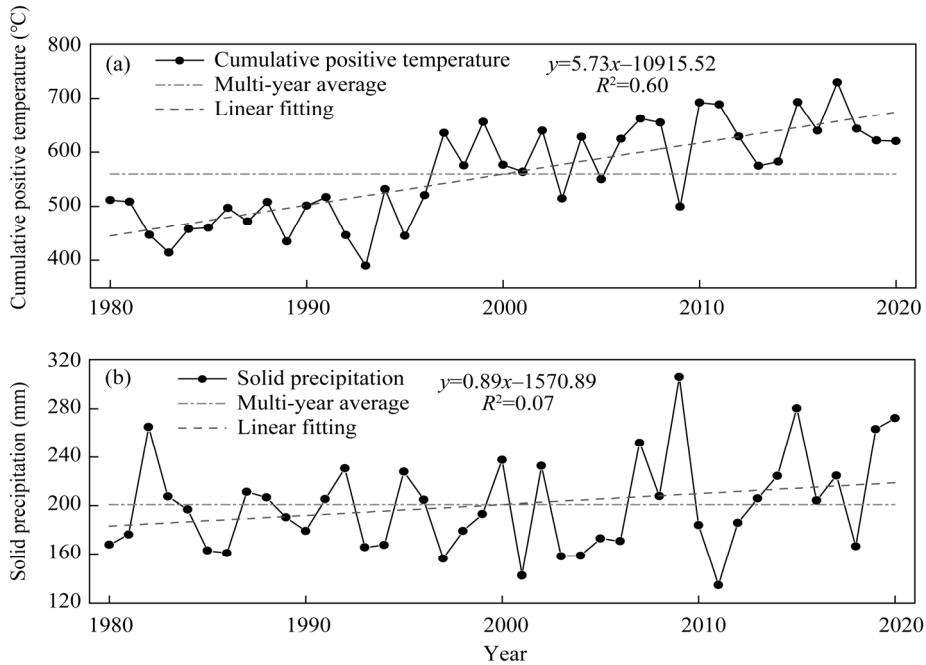 Cumulative positive temperature (℃)
800
700
600
500
400
(a)
Cumulative positive temperature
Multi-year average
Linear fitting
y=5.73x–10915.52
R²=0.60
1980 1990 2000 2010 2020
Solid precipitation (mm)
320
280
240
200
160
120
(b)
Solid precipitation
Multi-year average
Linear fitting
y=0.89x–1570.89
R²=0.07
1980 1990 2000 2010 2020
Year